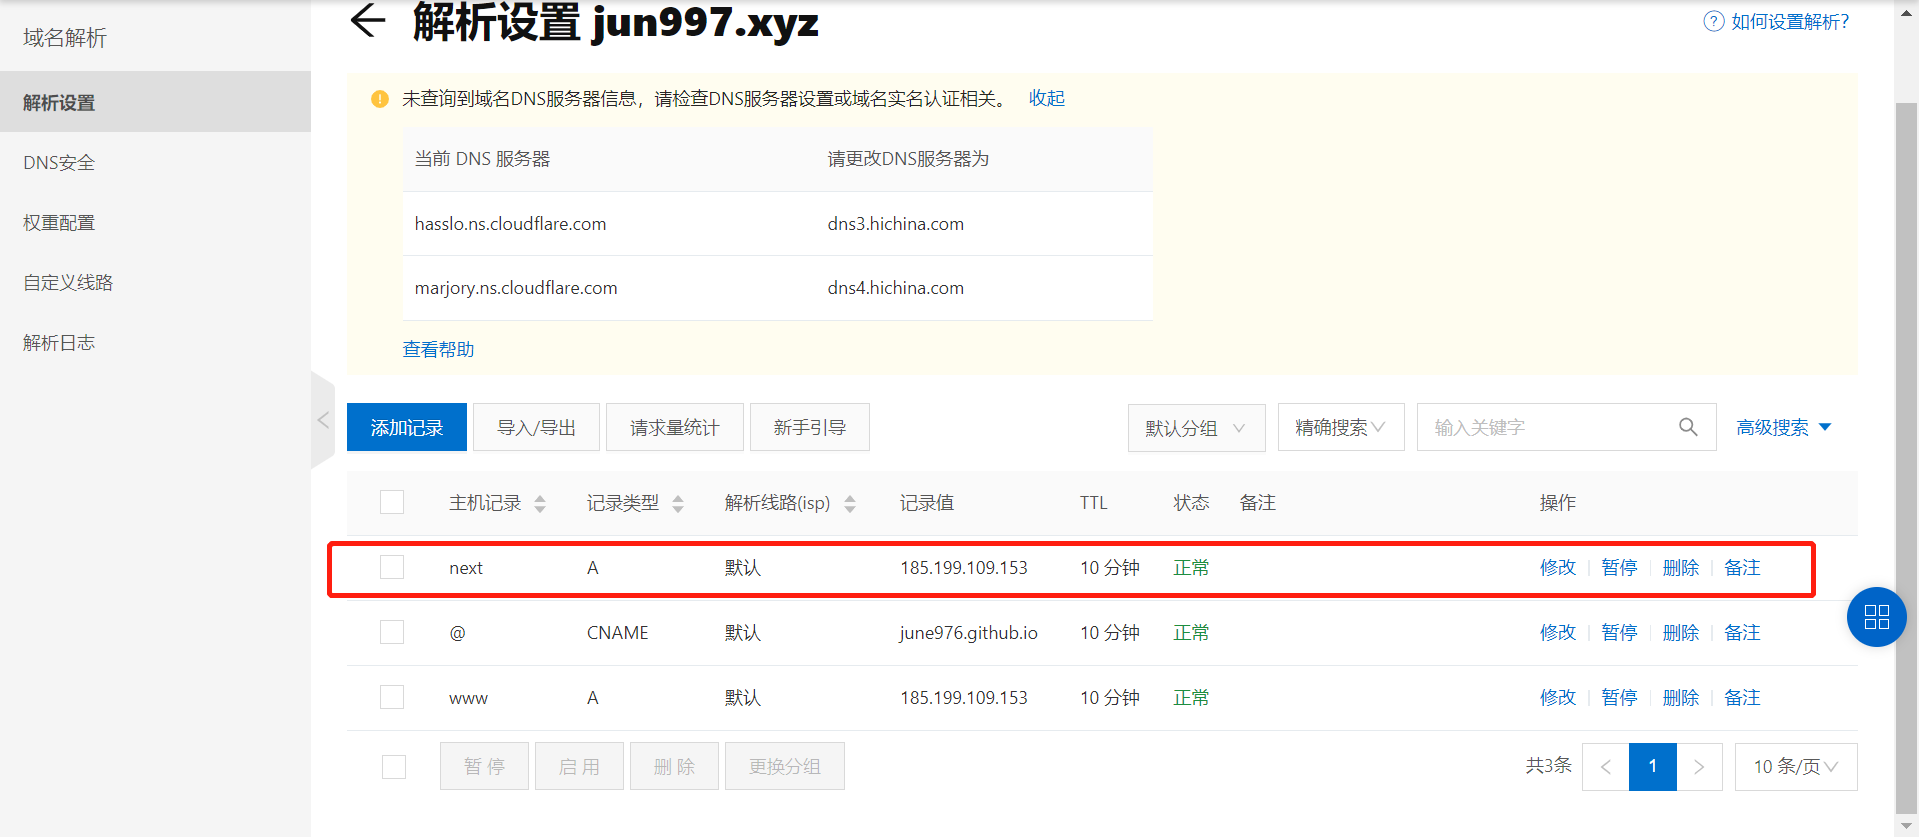 域名解析
解析设置
DNS安全
权重配置
自定义线路
解析日志
解析设置 jun997.xyz
如何设置解析?
未查询到域名DNS服务器信息，请检查DNS服务器设置或域名实名认证相关。 收起
当前 DNS 服务器 请更改DNS服务器为
hasslo.ns.cloudflare.com dns3.hichina.com
marjory.ns.cloudflare.com dns4.hichina.com
查看帮助
添加记录 导入/导出 请求量统计 新手引导 默认分组 精确搜索 输入关键字 高级搜索
主机记录 记录类型 解析线路(isp) 记录值 TTL 状态 备注 操作
next A 默认 185.199.109.153 10 分钟 正常 修改 暂停 删除 备注
@ CNAME 默认 june976.github.io 10 分钟 正常 修改 暂停 删除 备注
www A 默认 185.199.109.153 10 分钟 正常 修改 暂停 删除 备注
暂 停 启 用 删 除 更换分组 共3条 < 1 > 10 条/页